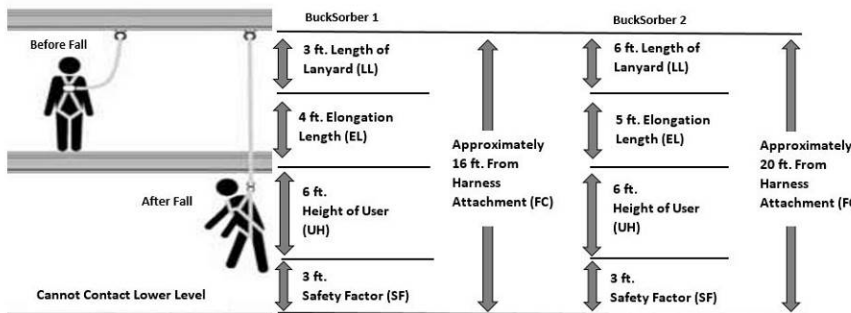 BuckSorber 1
BuckSorber 2
Before Fall
3 ft. Length of
Lanyard (LL)
6 ft. Length of
Lanyard (LL)
4 ft. Elongation
Length (EL)
5 ft. Elongation
Length (EL)
Approximately
16 ft. From
Harness
Attachment (FC)
Approximately
20 ft. From
Harness
Attachment (F
After Fall
6 ft.
Height of User
(UH)
6 ft.
Height of User
(UH)
Cannot Contact Lower Level
3 ft.
Safety Factor (SF)
3 ft.
Safety Factor (SF)